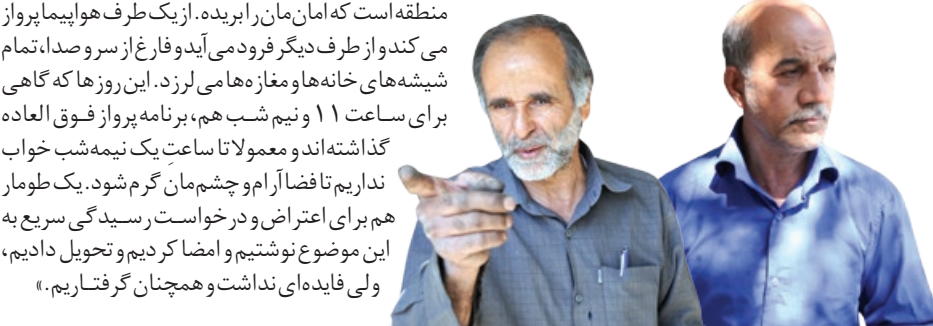 منطقه است که امان‌مان را بریده. از یک طرف هواپیما پرواز
می کند و از طرف دیگر فرود می‌آید و فارغ از سر و صدا، تمام
شیشه‌های خانه‌ها و مغازه‌ها می‌لرزد. این روزها که گاهی
برای ساعت ۱۱ و نیم شب هم، برنامه پرواز فوق العاده
گذاشته‌اند و معمولا تا ساعتِ یک نیمه‌شب خواب
نداریم تا فضا آرام و چشم‌مان گرم شود. یک طومار
هم برای اعتراض و درخواست رسیدگی سریع به
این موضوع نوشتیم و امضا کردیم و تحویل دادیم،
ولی فایده‌ای نداشت و همچنان گرفتاریم.»